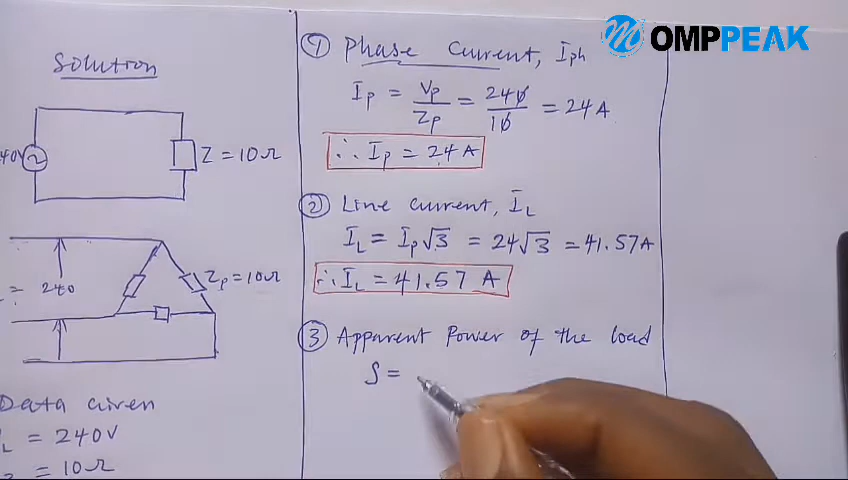 Solution
40V
Z = 10Ω
= 240
Zp = 10Ω
Data given
L = 240V
= 10Ω
① Phase current, Iph
Ip = Vp/Zp = 240/10 = 24A
∴ Ip = 24A
② Line current, IL
IL = Ip√3 = 24√3 = 41.57A
∴ IL = 41.57 A
③ Apparent Power of the load
S =
OMPPEAK